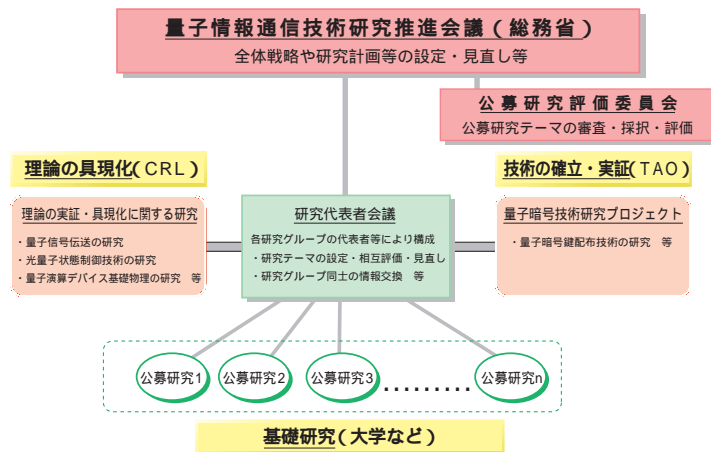 量子情報通信技術研究推進会議(総務省)
全体戦略や研究計画等の設定・見直し等
公募研究評価委員会
公募研究テーマの審査・採択・評価
理論の具現化(CRL)
理論の実証・具現化に関する研究
・量子信号伝送の研究
・光量子状態制御技術の研究
・量子演算デバイス基礎物理の研究 等
研究代表者会議
各研究グループの代表者等により構成
・研究テーマの設定・相互評価・見直し
・研究グループ同士の情報交換 等
技術の確立・実証(TAO)
量子暗号技術研究プロジェクト
・量子暗号鍵配布技術の研究 等
公募研究1
公募研究2
公募研究3
.........
公募研究n
基礎研究(大学など)